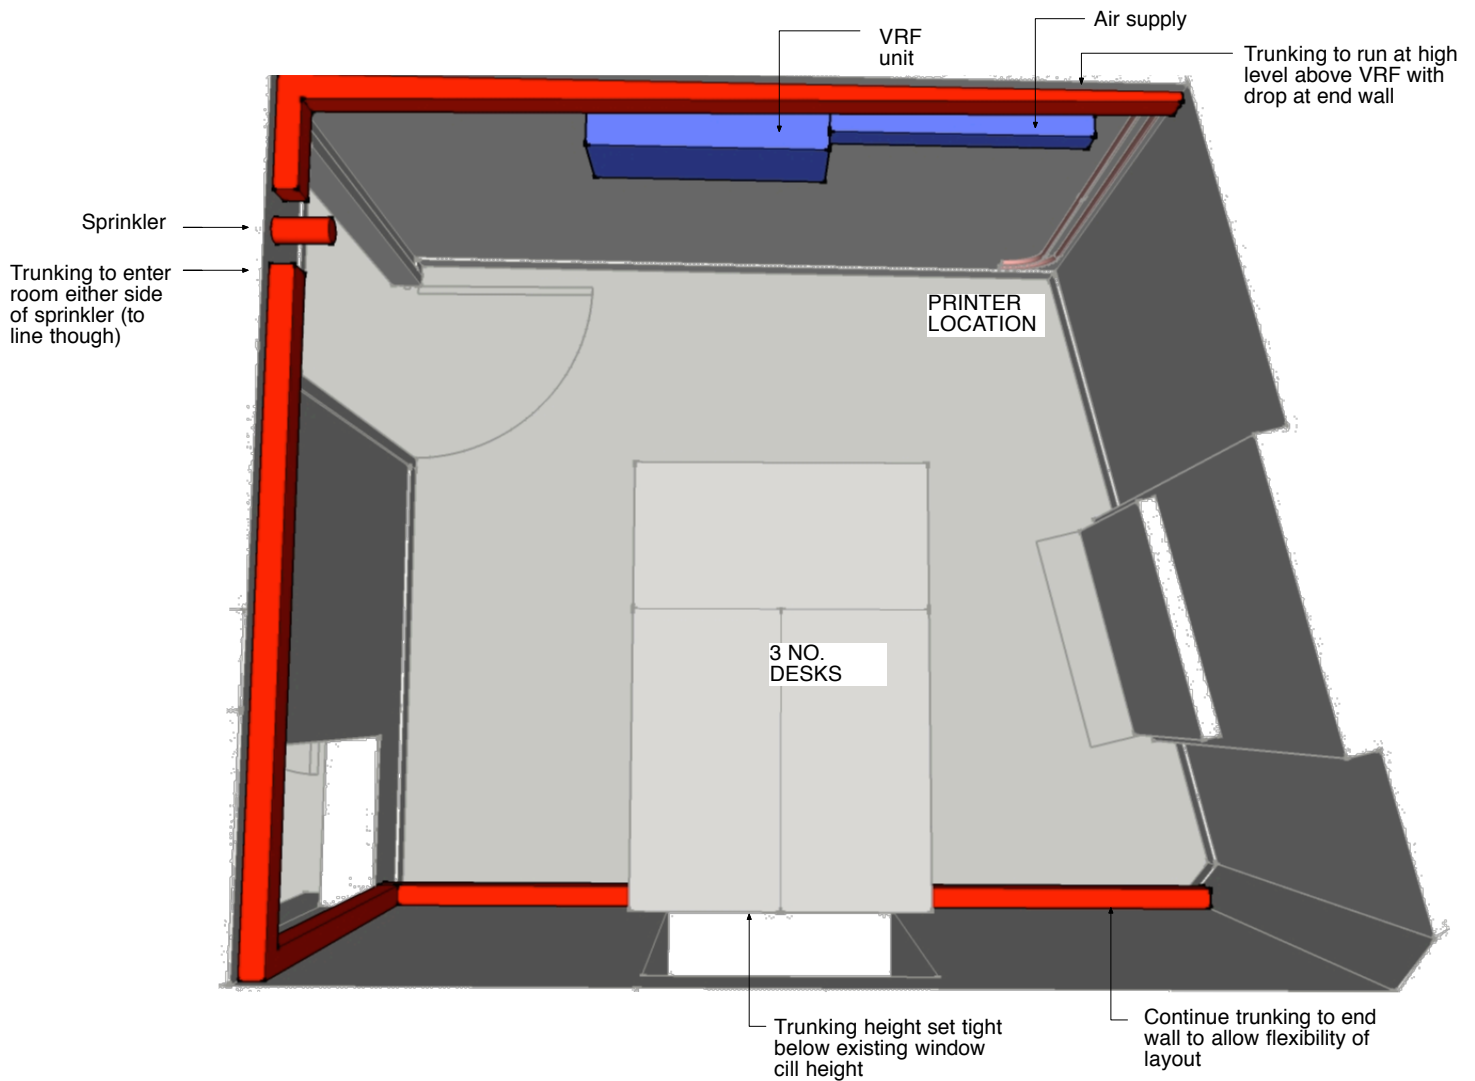 Air supply
VRF
unit
Trunking to run at high
level above VRF with
drop at end wall
Sprinkler
Trunking to enter
room either side
of sprinkler (to
line though)
PRINTER
LOCATION
3 NO.
DESKS
Trunking height set tight
below existing window
cill height
Continue trunking to end
wall to allow flexibility of
layout